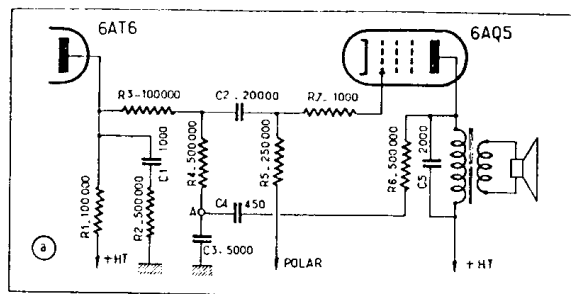 6AT6
6AQ5
R3-100000
C2.20000
R7.1000
R1.100000
C1
1000
R2.500000
R4.500000
R5.250000
R6.500000
C5
2000
A
C4
450
C3.5000
a
+HT
POLAR
+HT